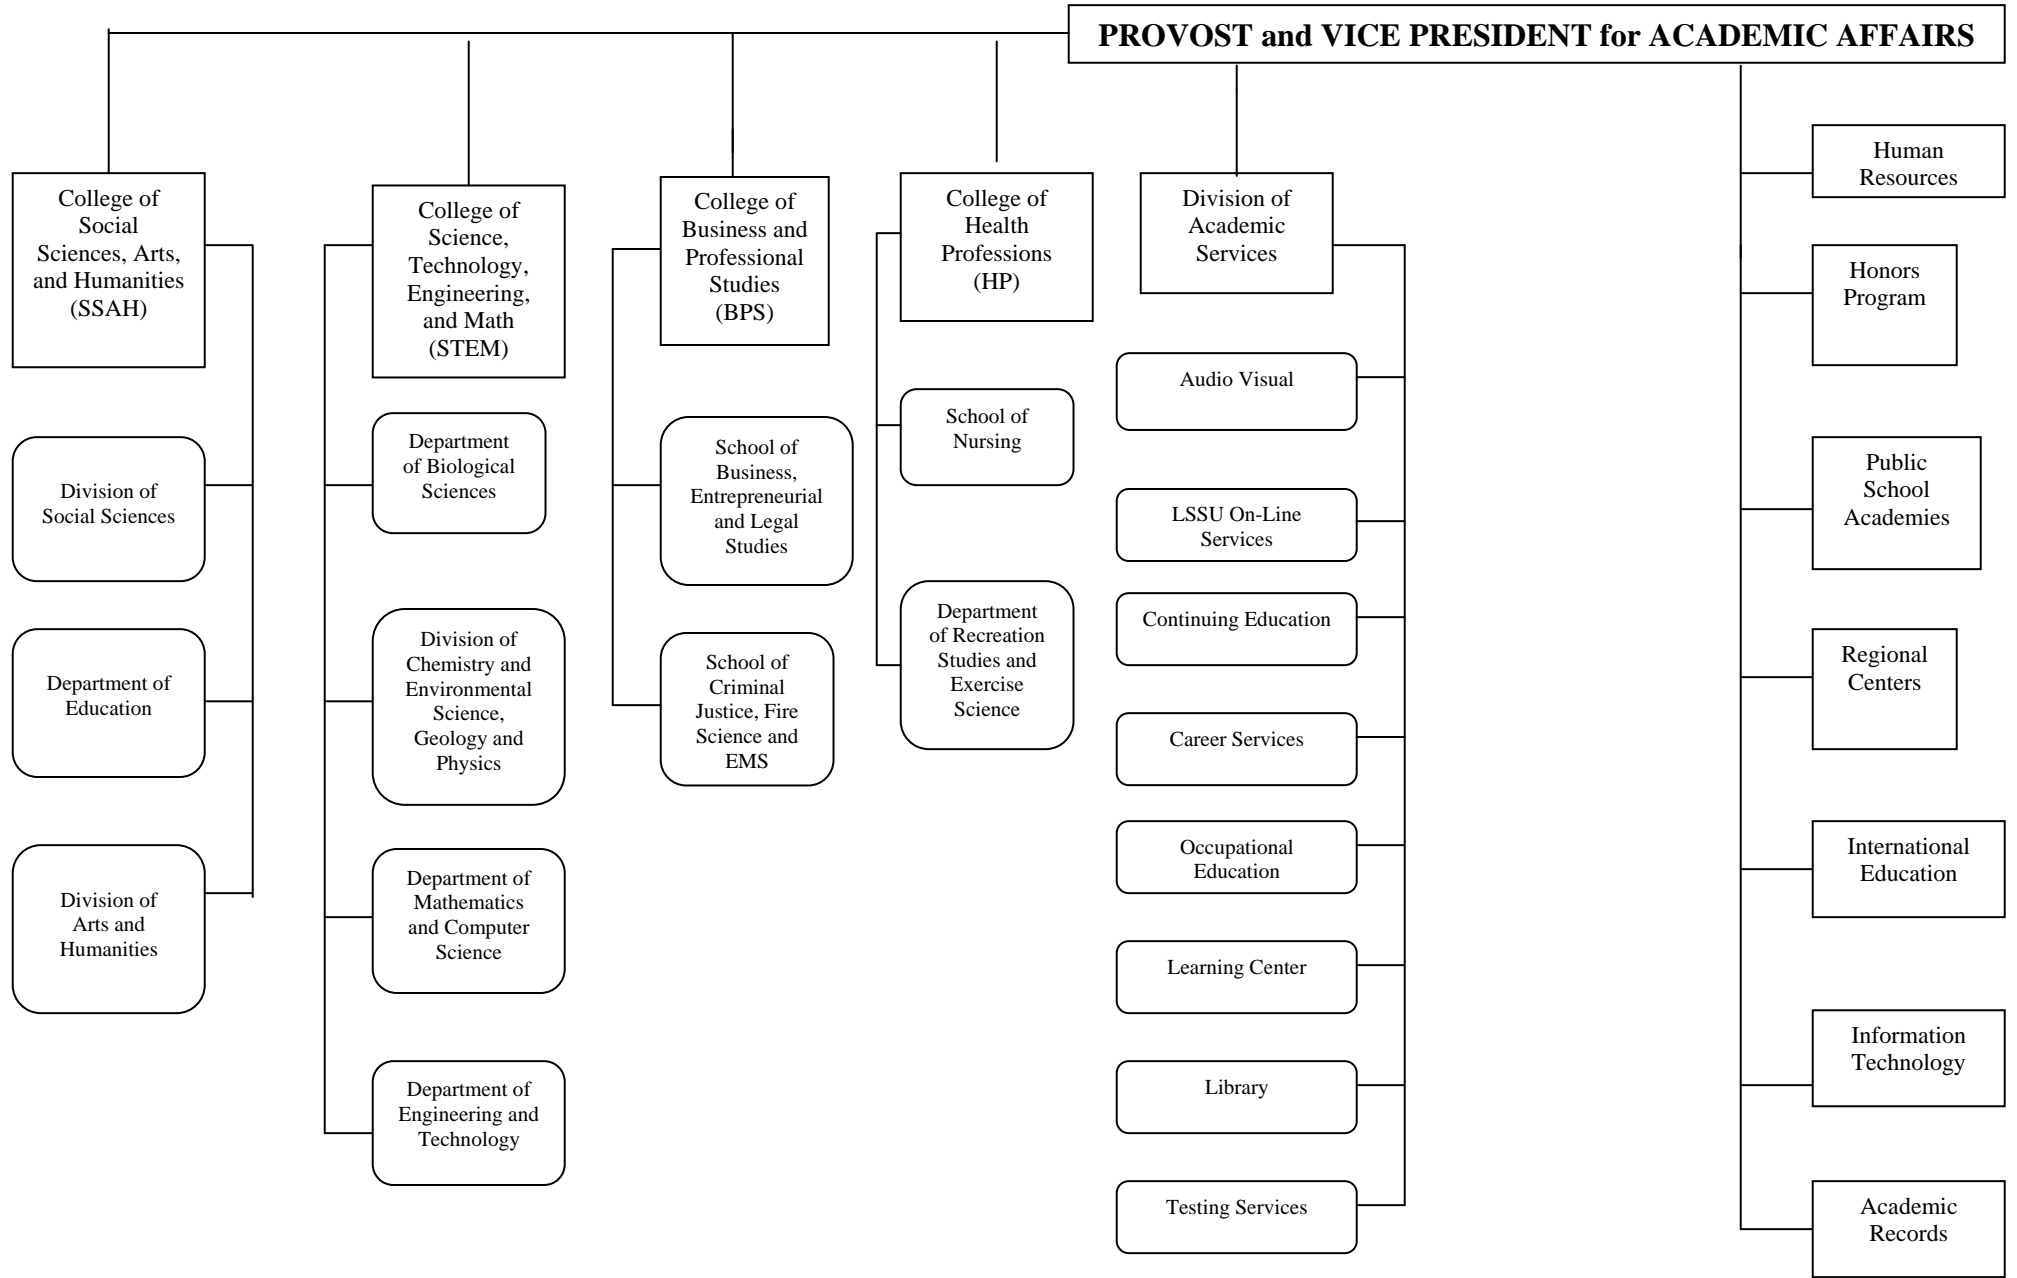 PROVOST and VICE PRESIDENT for ACADEMIC AFFAIRS
College of
Social
Sciences, Arts,
and Humanities
(SSAH)
Division of
Social Sciences
Department of
Education
Division of
Arts and
Humanities
College of
Science,
Technology,
Engineering,
and Math
(STEM)
Department
of Biological
Sciences
Division of
Chemistry and
Environmental
Science,
Geology and
Physics
Department of
Mathematics
and Computer
Science
Department of
Engineering and
Technology
College of
Business and
Professional
Studies
(BPS)
School of
Business,
Entrepreneurial
and Legal
Studies
School of
Criminal
Justice, Fire
Science and
EMS
College of
Health
Professions
(HP)
School of
Nursing
Department
of Recreation
Studies and
Exercise
Science
Division of
Academic
Services
Audio Visual
LSSU On-Line
Services
Continuing Education
Career Services
Occupational
Education
Learning Center
Library
Testing Services
Human
Resources
Honors
Program
Public
School
Academies
Regional
Centers
International
Education
Information
Technology
Academic
Records